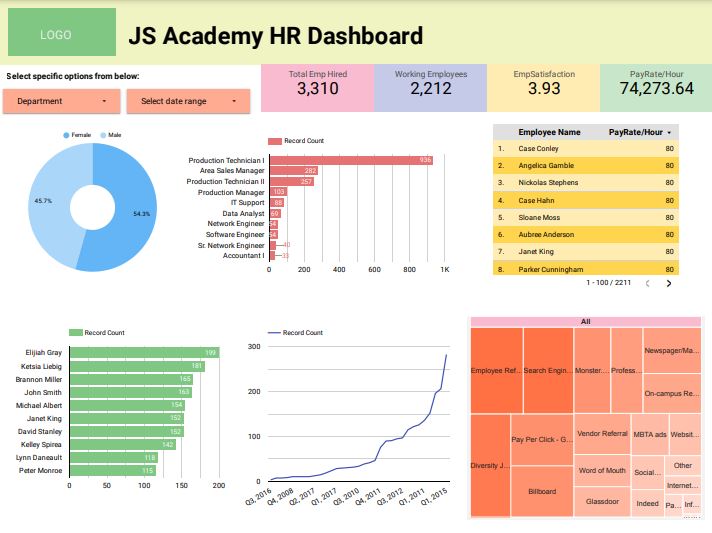 LOGO
JS Academy HR Dashboard
Select specific options from below:
Department
Select date range
Total Emp Hired
3,310
Working Employees
2,212
EmpSatisfaction
3.93
PayRate/Hour
74,273.64
Female Male
45.7%
54.3%
Record Count
Production Technician I 936
Area Sales Manager 282
Production Technician II 257
Production Manager 103
IT Support 88
Data Analyst 69
Network Engineer 54
Software Engineer 54
Sr. Network Engineer 40
Accountant I 33
0 200 400 600 800 1K
Employee Name PayRate/Hour
1. Case Conley 80
2. Angelica Gamble 80
3. Nickolas Stephens 80
4. Case Hahn 80
5. Sloane Moss 80
6. Aubree Anderson 80
7. Janet King 80
8. Parker Cunningham 80
1 - 100 / 2211
Record Count
Elijiah Gray 199
Ketsia Liebig 181
Brannon Miller 165
John Smith 163
Michael Albert 154
Janet King 152
David Stanley 152
Kelley Spirea 142
Lynn Daneault 118
Peter Monroe 115
0 50 100 150 200
Record Count
300
200
100
0
Q3, 2016 Q4, 2008 Q2, 2017 Q1, 2017 Q3, 2010 Q4, 2011 Q3, 2012 Q1, 2011 Q1, 2015
All
Employee Ref...
Search Engin...
Monster....
Profess...
Newspager/Ma...
On-campus Re...
Diversity J...
Pay Per Click - G...
Billboard
Vendor Referral
Word of Mouth
Glassdoor
MBTA ads
Websit...
Social...
Other
Internet...
Indeed
Pa...
Inf...